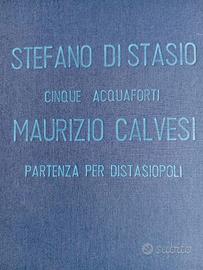 STEFANO DI STASIO
CINQUE ACQUAFORTI
MAURIZIO CALVESI
PARTENZA PER DISTASIOPOLI
subito